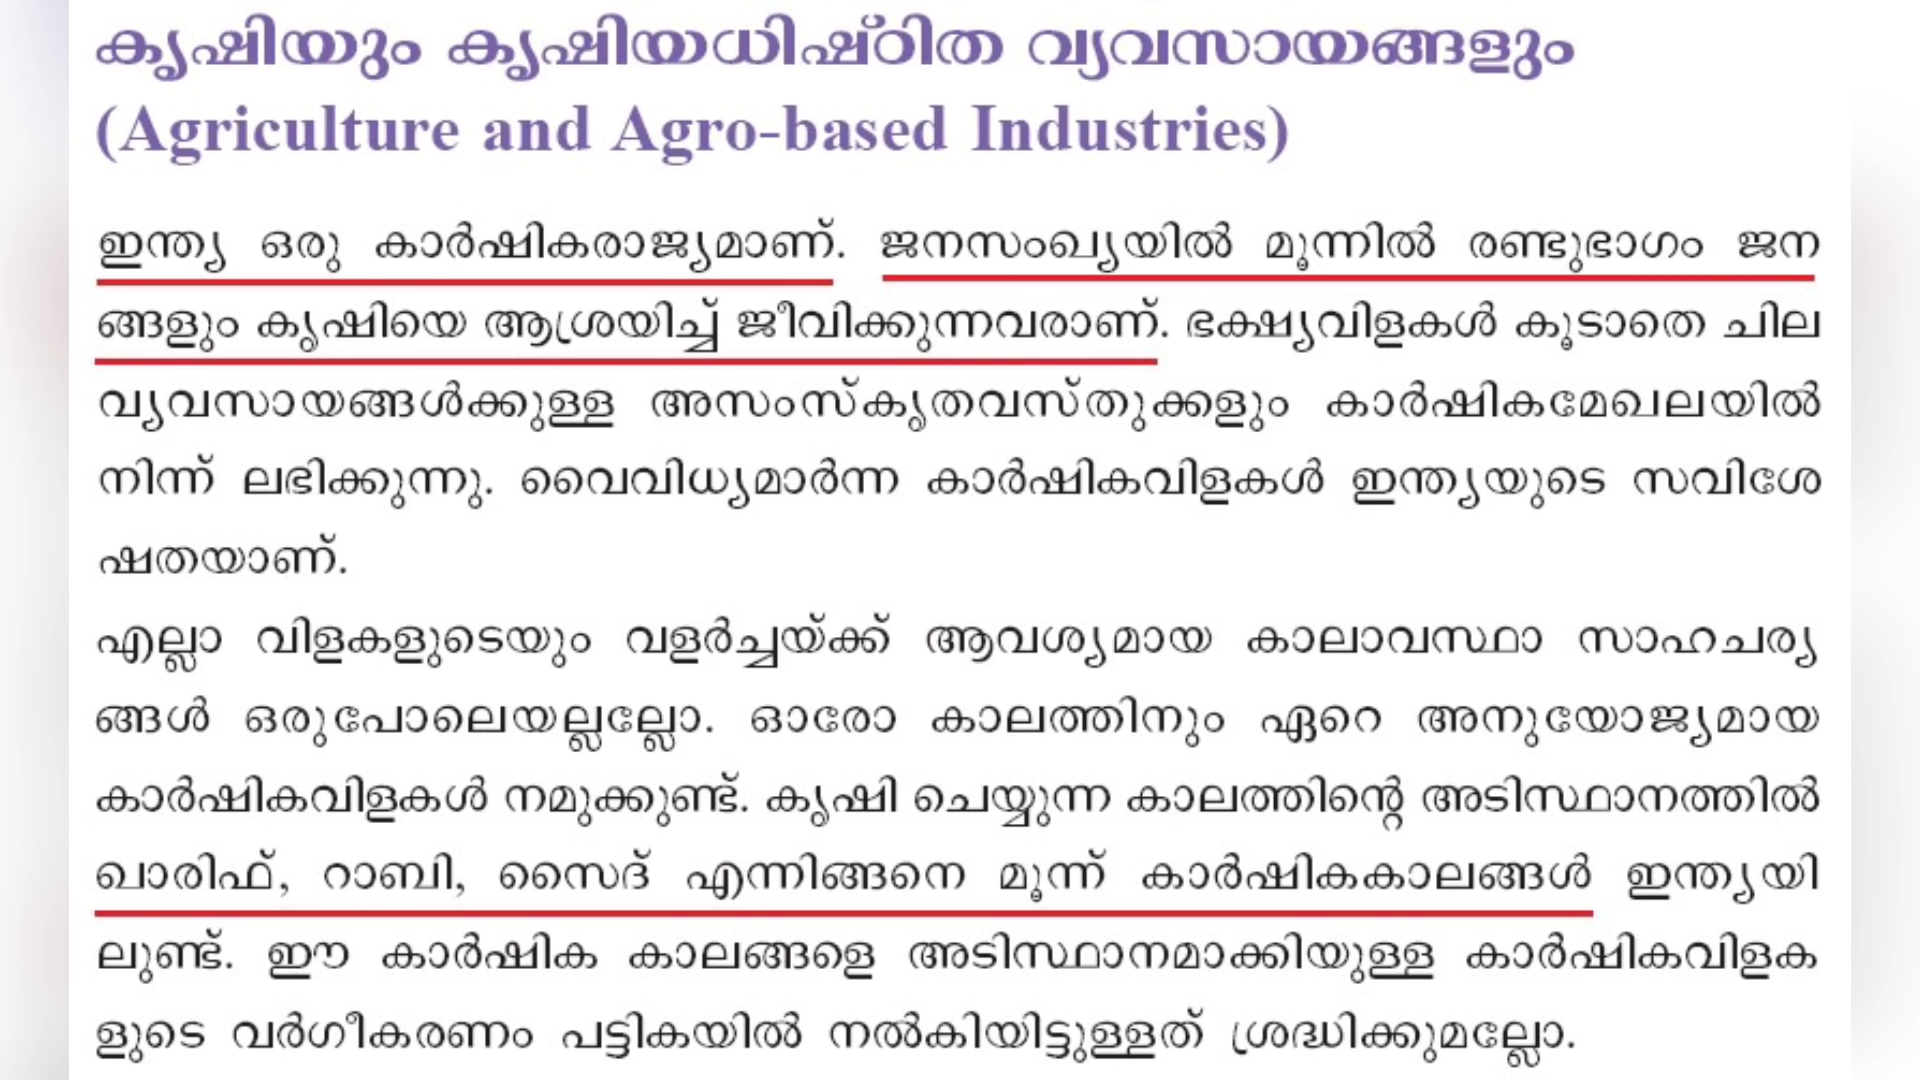 കൃഷിയും കൃഷിയധിഷ്ഠിത വ്യവസായങ്ങളും
(Agriculture and Agro-based Industries)
ഇന്ത്യ ഒരു കാർഷികരാജ്യമാണ്. ജനസംഖ്യയിൽ മൂന്നിൽ രണ്ടുഭാഗം ജന
ങ്ങളും കൃഷിയെ ആശ്രയിച്ച് ജീവിക്കുന്നവരാണ്. ഭക്ഷ്യവിളകൾ കൂടാതെ ചില
വ്യവസായങ്ങൾക്കുള്ള അസംസ്കൃതവസ്തുക്കളും കാർഷികമേഖലയിൽ
നിന്ന് ലഭിക്കുന്നു. വൈവിധ്യമാർന്ന കാർഷികവിളകൾ ഇന്ത്യയുടെ സവിശേ
ഷതയാണ്.
എല്ലാ വിളകളുടെയും വളർച്ചയ്ക്ക് ആവശ്യമായ കാലാവസ്ഥാ സാഹചര്യ
ങ്ങൾ ഒരുപോലെയല്ലല്ലോ. ഓരോ കാലത്തിനും ഏറെ അനുയോജ്യമായ
കാർഷികവിളകൾ നമുക്കുണ്ട്. കൃഷി ചെയ്യുന്ന കാലത്തിന്റെ അടിസ്ഥാനത്തിൽ
ഖാരിഫ്, റാബി, സൈദ് എന്നിങ്ങനെ മൂന്ന് കാർഷികകാലങ്ങൾ ഇന്ത്യയി
ലുണ്ട്. ഈ കാർഷിക കാലങ്ങളെ അടിസ്ഥാനമാക്കിയുള്ള കാർഷികവിളക
ളുടെ വർഗീകരണം പട്ടികയിൽ നൽകിയിട്ടുള്ളത് ശ്രദ്ധിക്കുമല്ലോ.